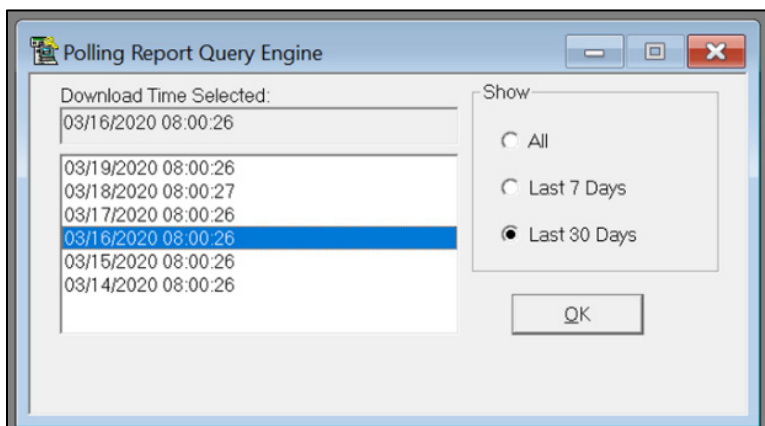 Polling Report Query Engine
Download Time Selected:
03/16/2020 08:00:26
03/19/2020 08:00:26
03/18/2020 08:00:27
03/17/2020 08:00:26
03/16/2020 08:00:26
03/15/2020 08:00:26
03/14/2020 08:00:26
Show
All
Last 7 Days
Last 30 Days
OK